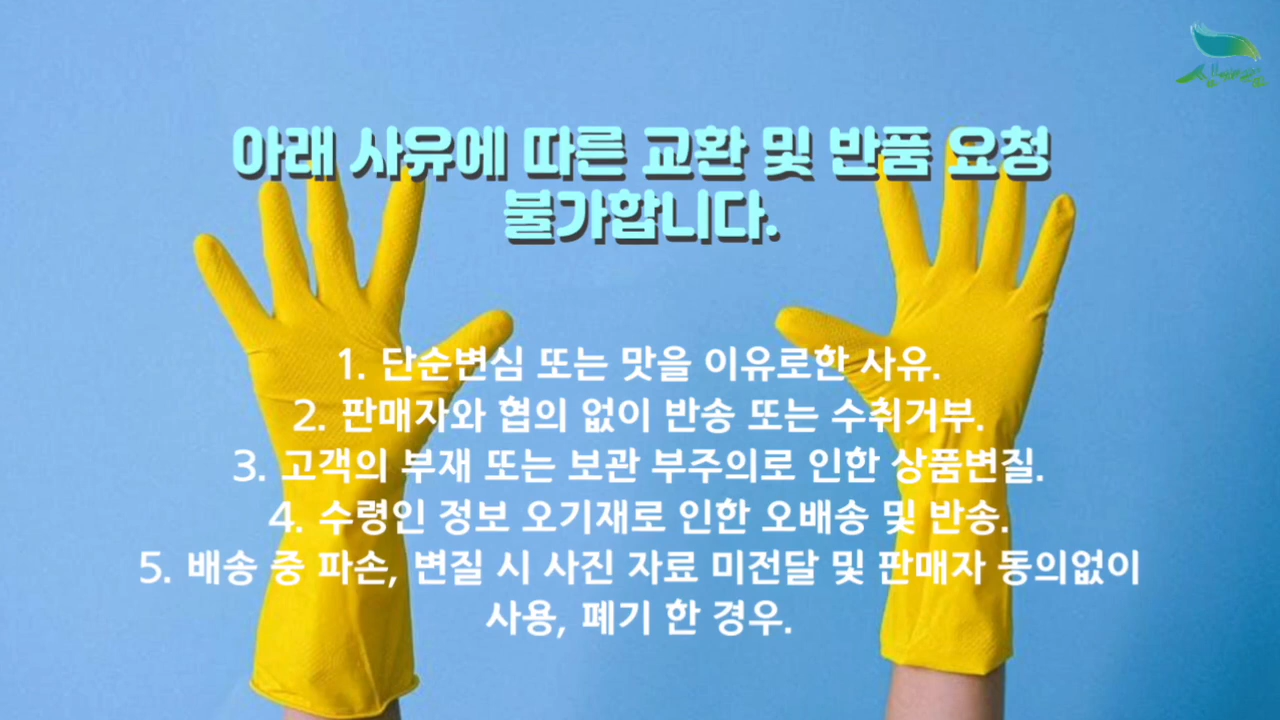 아래 사유에 따른 교환 및 반품 요청
불가합니다.
1. 단순변심 또는 맛을 이유로한 사유.
2. 판매자와 협의 없이 반송 또는 수취거부.
3. 고객의 부재 또는 보관 부주의로 인한 상품변질.
4. 수령인 정보 오기재로 인한 오배송 및 반송.
5. 배송 중 파손, 변질 시 사진 자료 미전달 및 판매자 동의없이
사용, 폐기 한 경우.